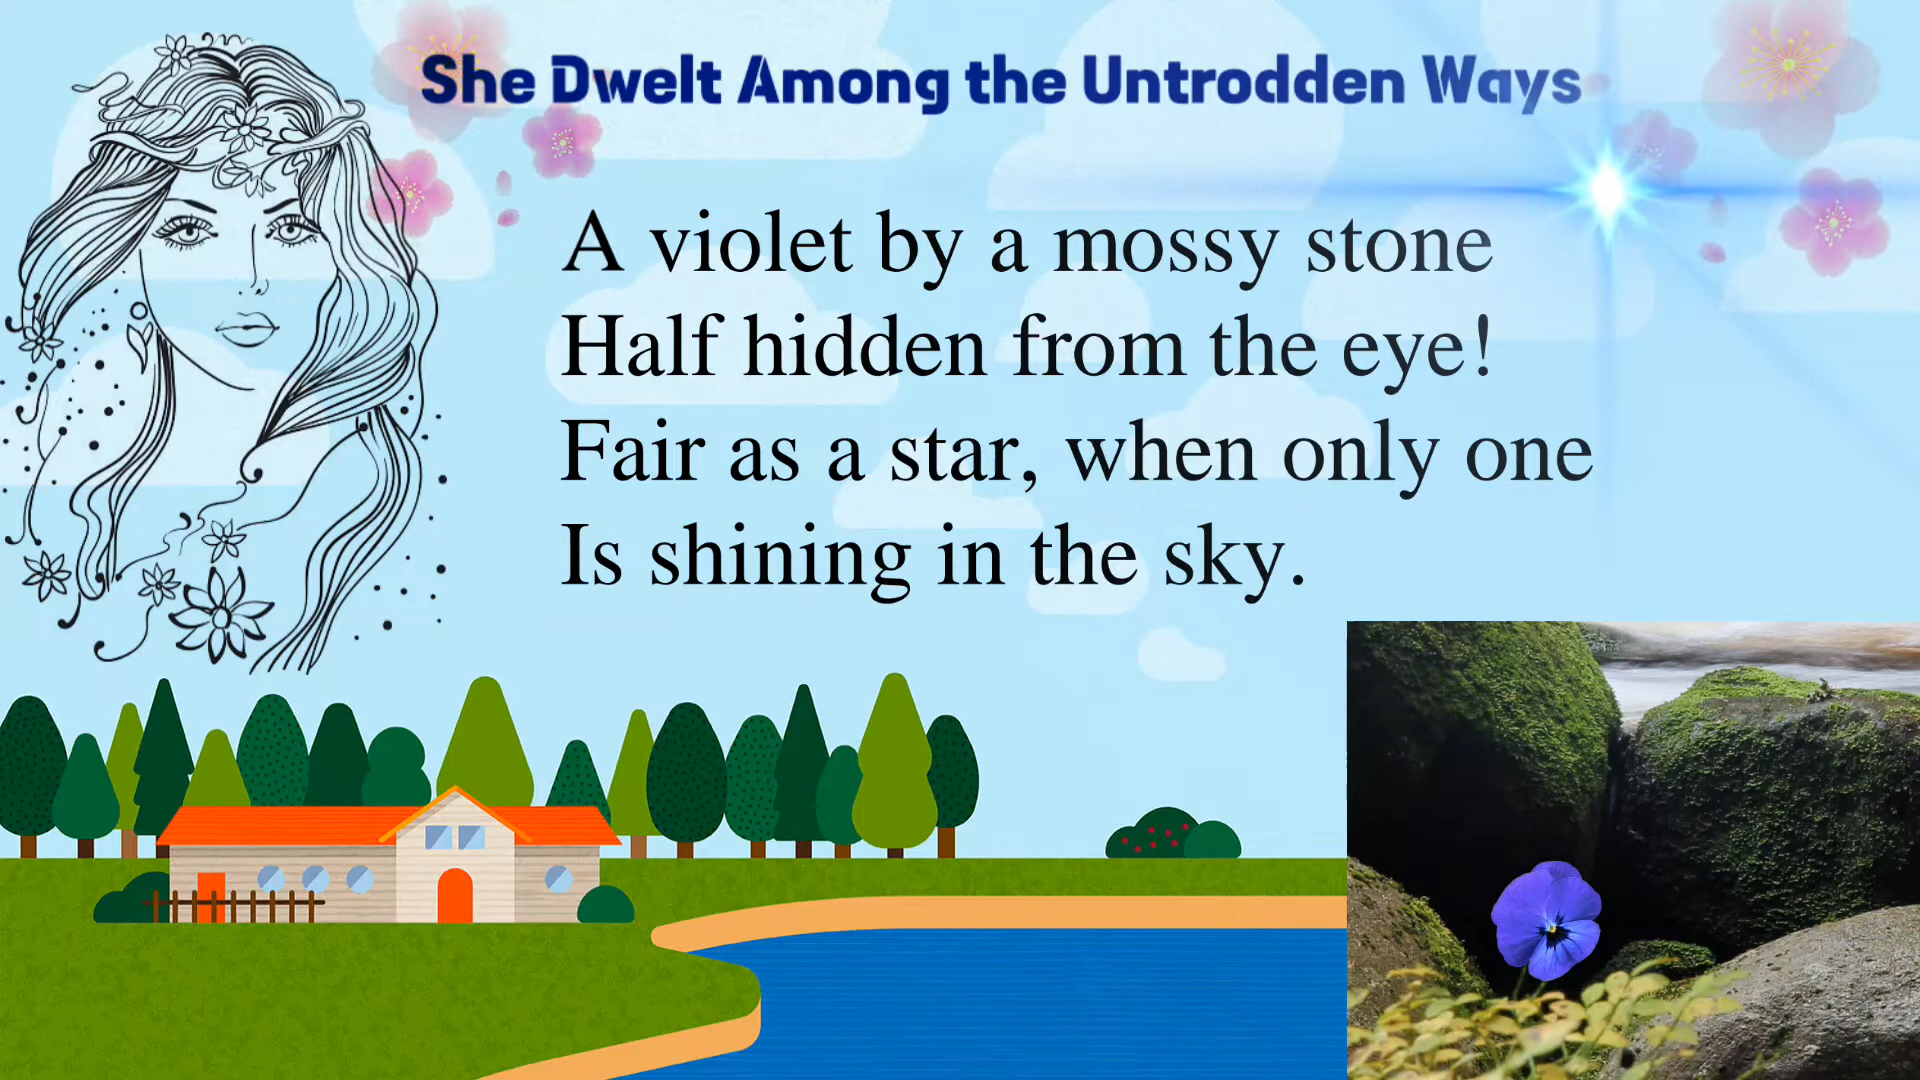 She Dwelt Among the Untrodden Ways
A violet by a mossy stone
Half hidden from the eye!
Fair as a star, when only one
Is shining in the sky.